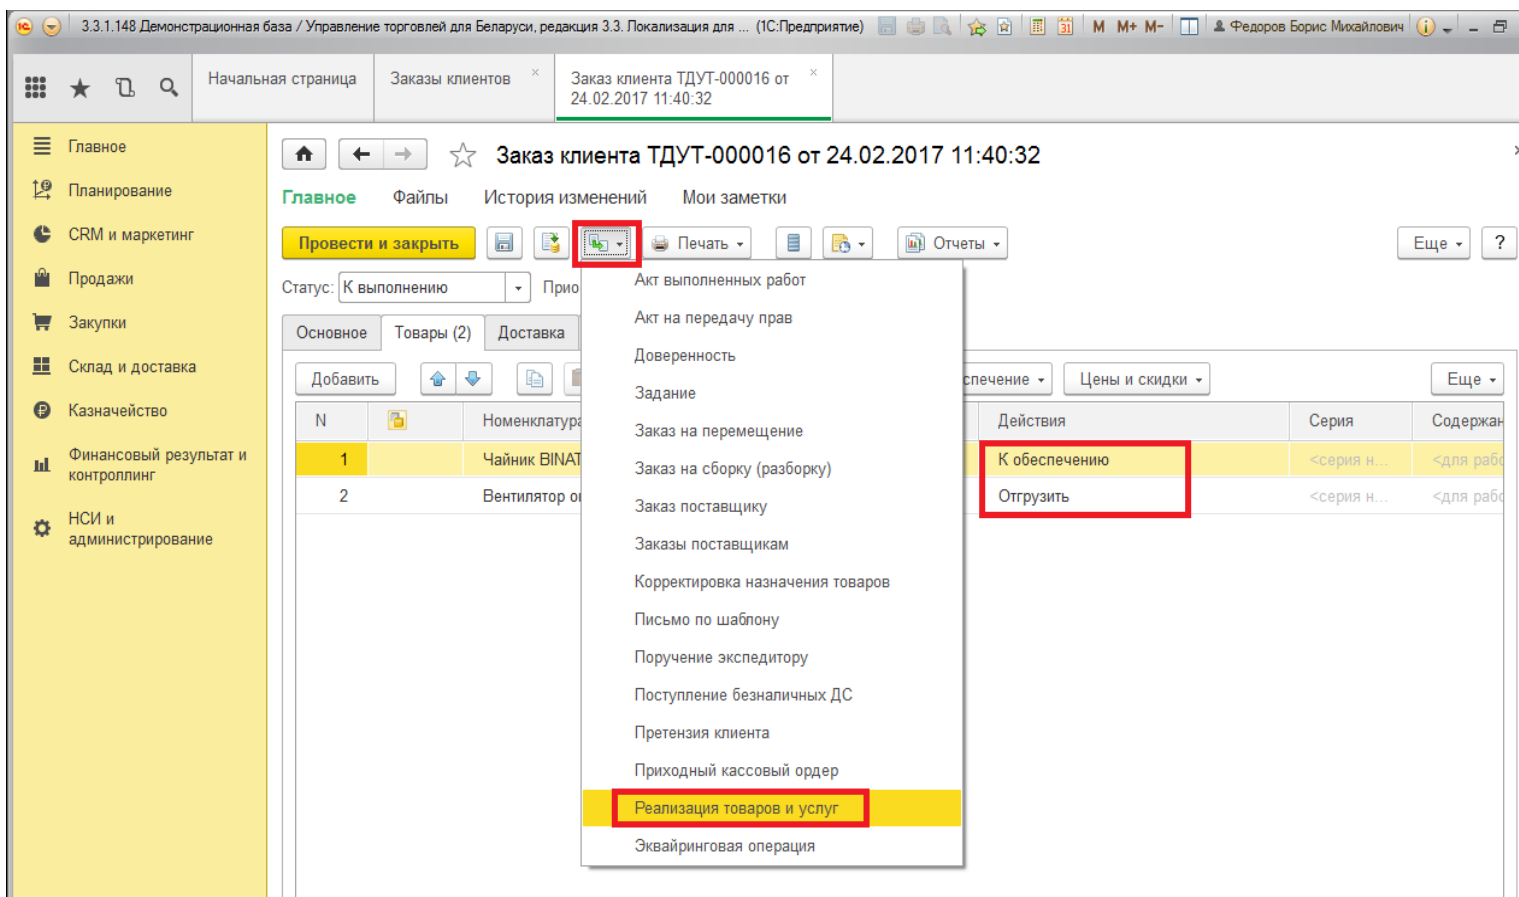 3.3.1.148 Демонстрационная база / Управление торговлей для Беларуси, редакция 3.3. Локализация для ... (1С:Предприятие) 31 M M+ M- Федоров Борис Михайлович
Начальная страница
Заказы клиентов
Заказ клиента ТДУТ-000016 от
24.02.2017 11:40:32
Главное
Планирование
CRM и маркетинг
Продажи
Закупки
Склад и доставка
Казначейство
Финансовый результат и
контроллинг
НСИ и
администрирование
Заказ клиента ТДУТ-000016 от 24.02.2017 11:40:32
Главное Файлы История изменений Мои заметки
Провести и закрыть Печать Отчеты Еще ?
Статус: К выполнению Прио
Основное Товары (2) Доставка
Добавить спечение Цены и скидки Еще
N Номенклатура Действия Серия Содержан
1 Чайник BINAT К обеспечению <серия н... <для рабо
2 Вентилятор о Отгрузить <серия н... <для рабо
Акт выполненных работ
Акт на передачу прав
Доверенность
Задание
Заказ на перемещение
Заказ на сборку (разборку)
Заказ поставщику
Заказы поставщикам
Корректировка назначения товаров
Письмо по шаблону
Поручение экспедитору
Поступление безналичных ДС
Претензия клиента
Приходный кассовый ордер
Реализация товаров и услуг
Эквайринговая операция